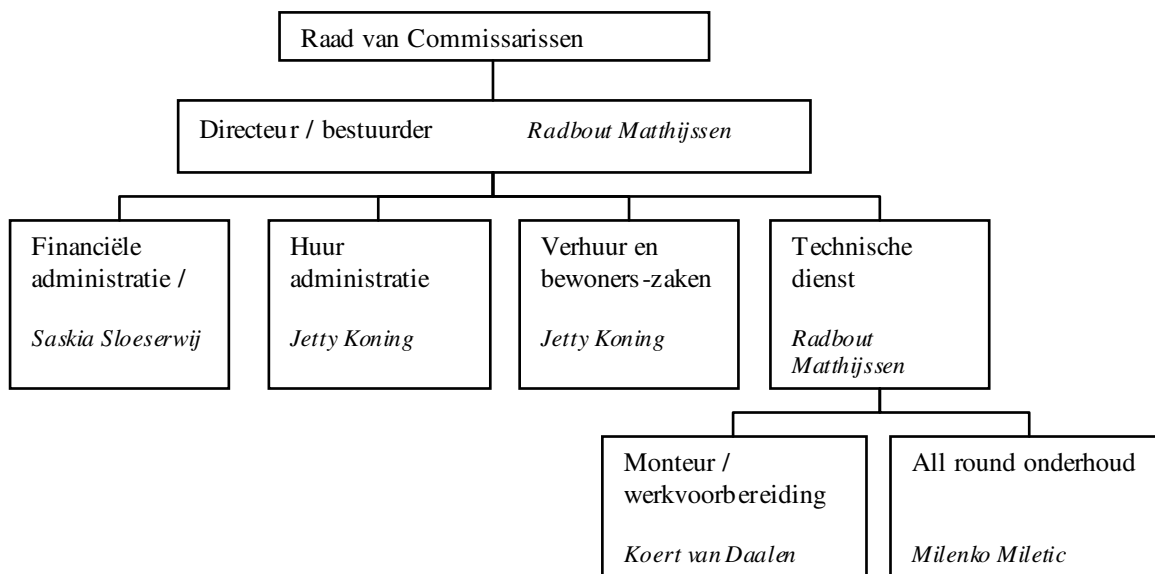 Raad van Commissarissen
Directeur / bestuurder Radbout Matthijssen
Financiële
administratie /
Saskia Sloeserwij
Huur
administratie
Jetty Koning
Verhuur en
bewoners-zaken
Jetty Koning
Technische
dienst
Radbout
Matthijssen
Monteur /
werkvoorbereiding
Koert van Daalen
All round onderhoud
Milenko Miletic